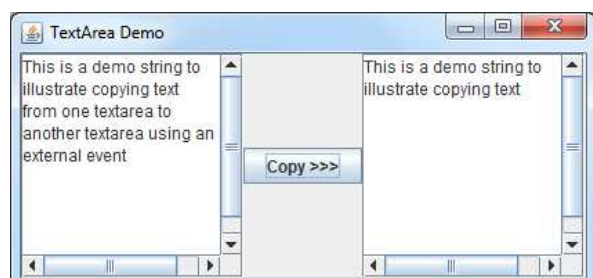 TextArea Demo
This is a demo string to
illustrate copying text
from one textarea to
another textarea using an
external event
Copy >>>
This is a demo string to
illustrate copying text